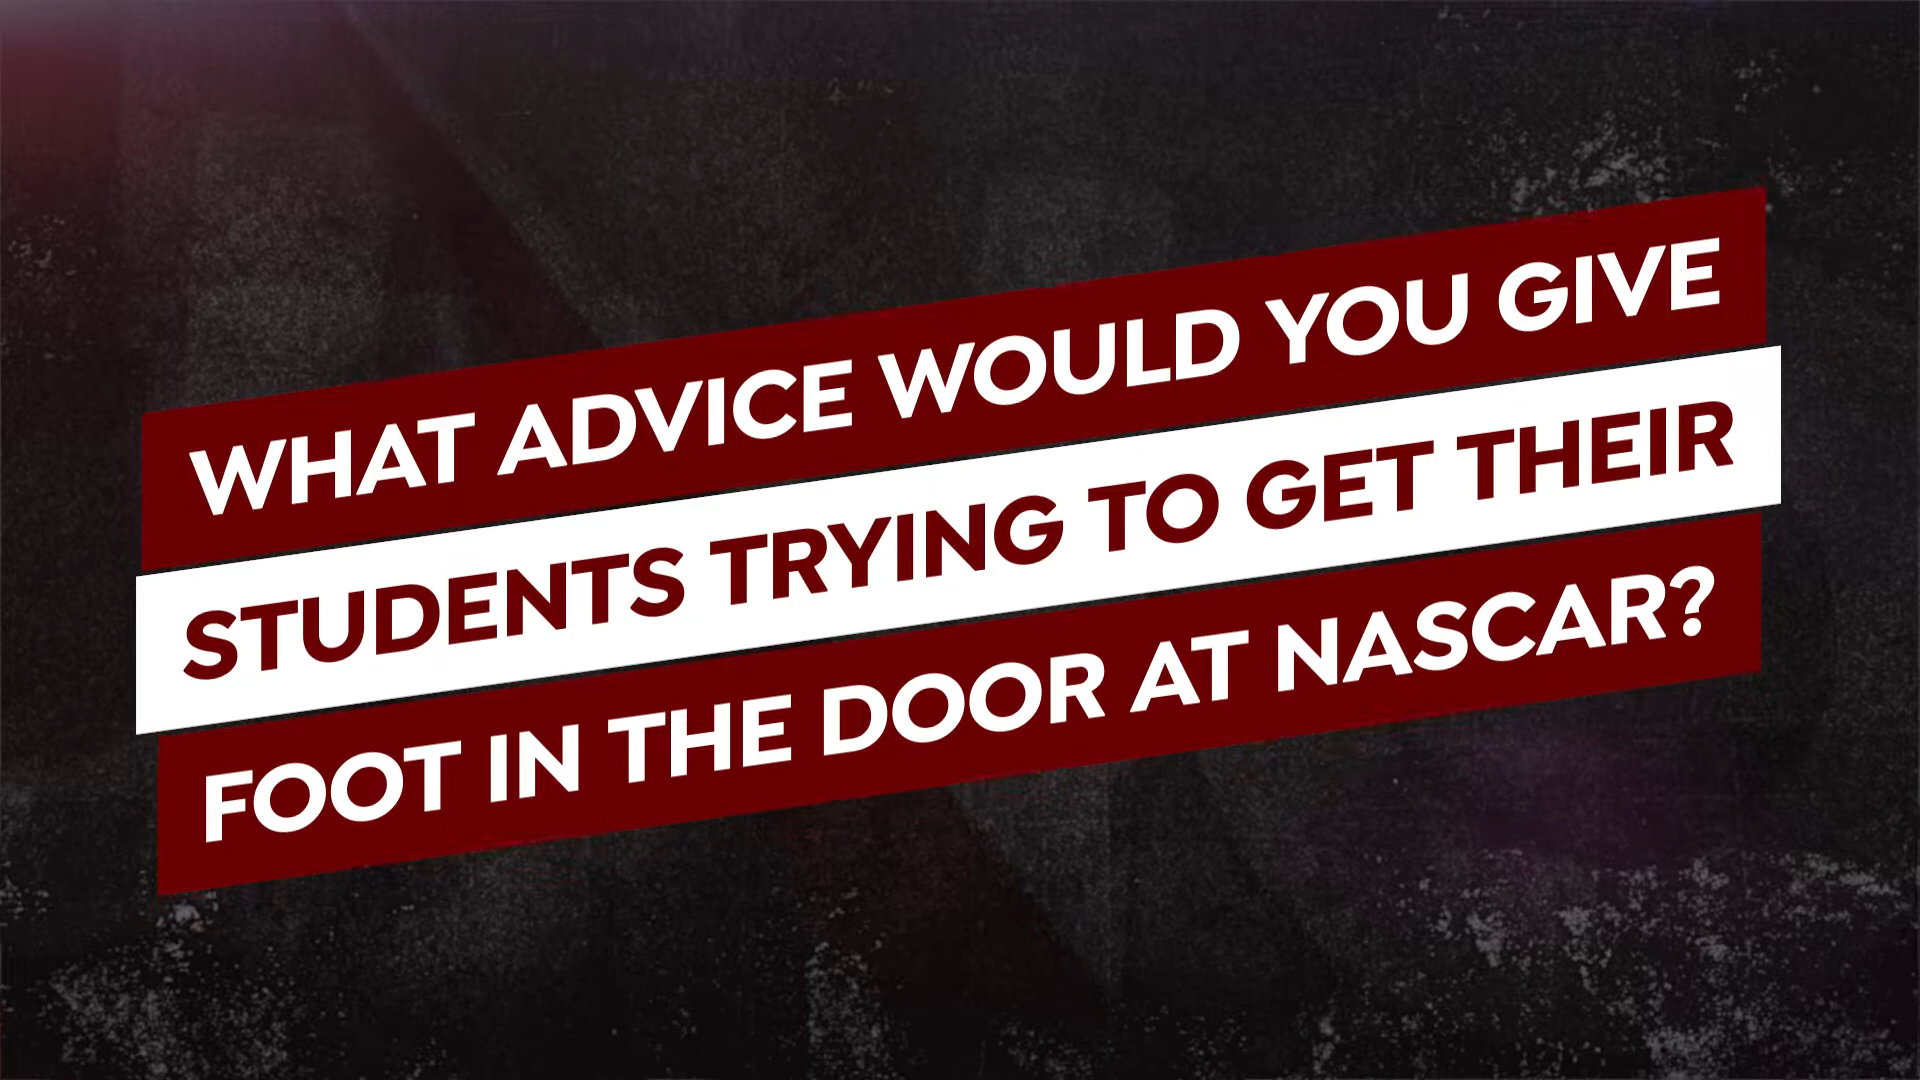 WHAT ADVICE WOULD YOU GIVE
STUDENTS TRYING TO GET THEIR
FOOT IN THE DOOR AT NASCAR?